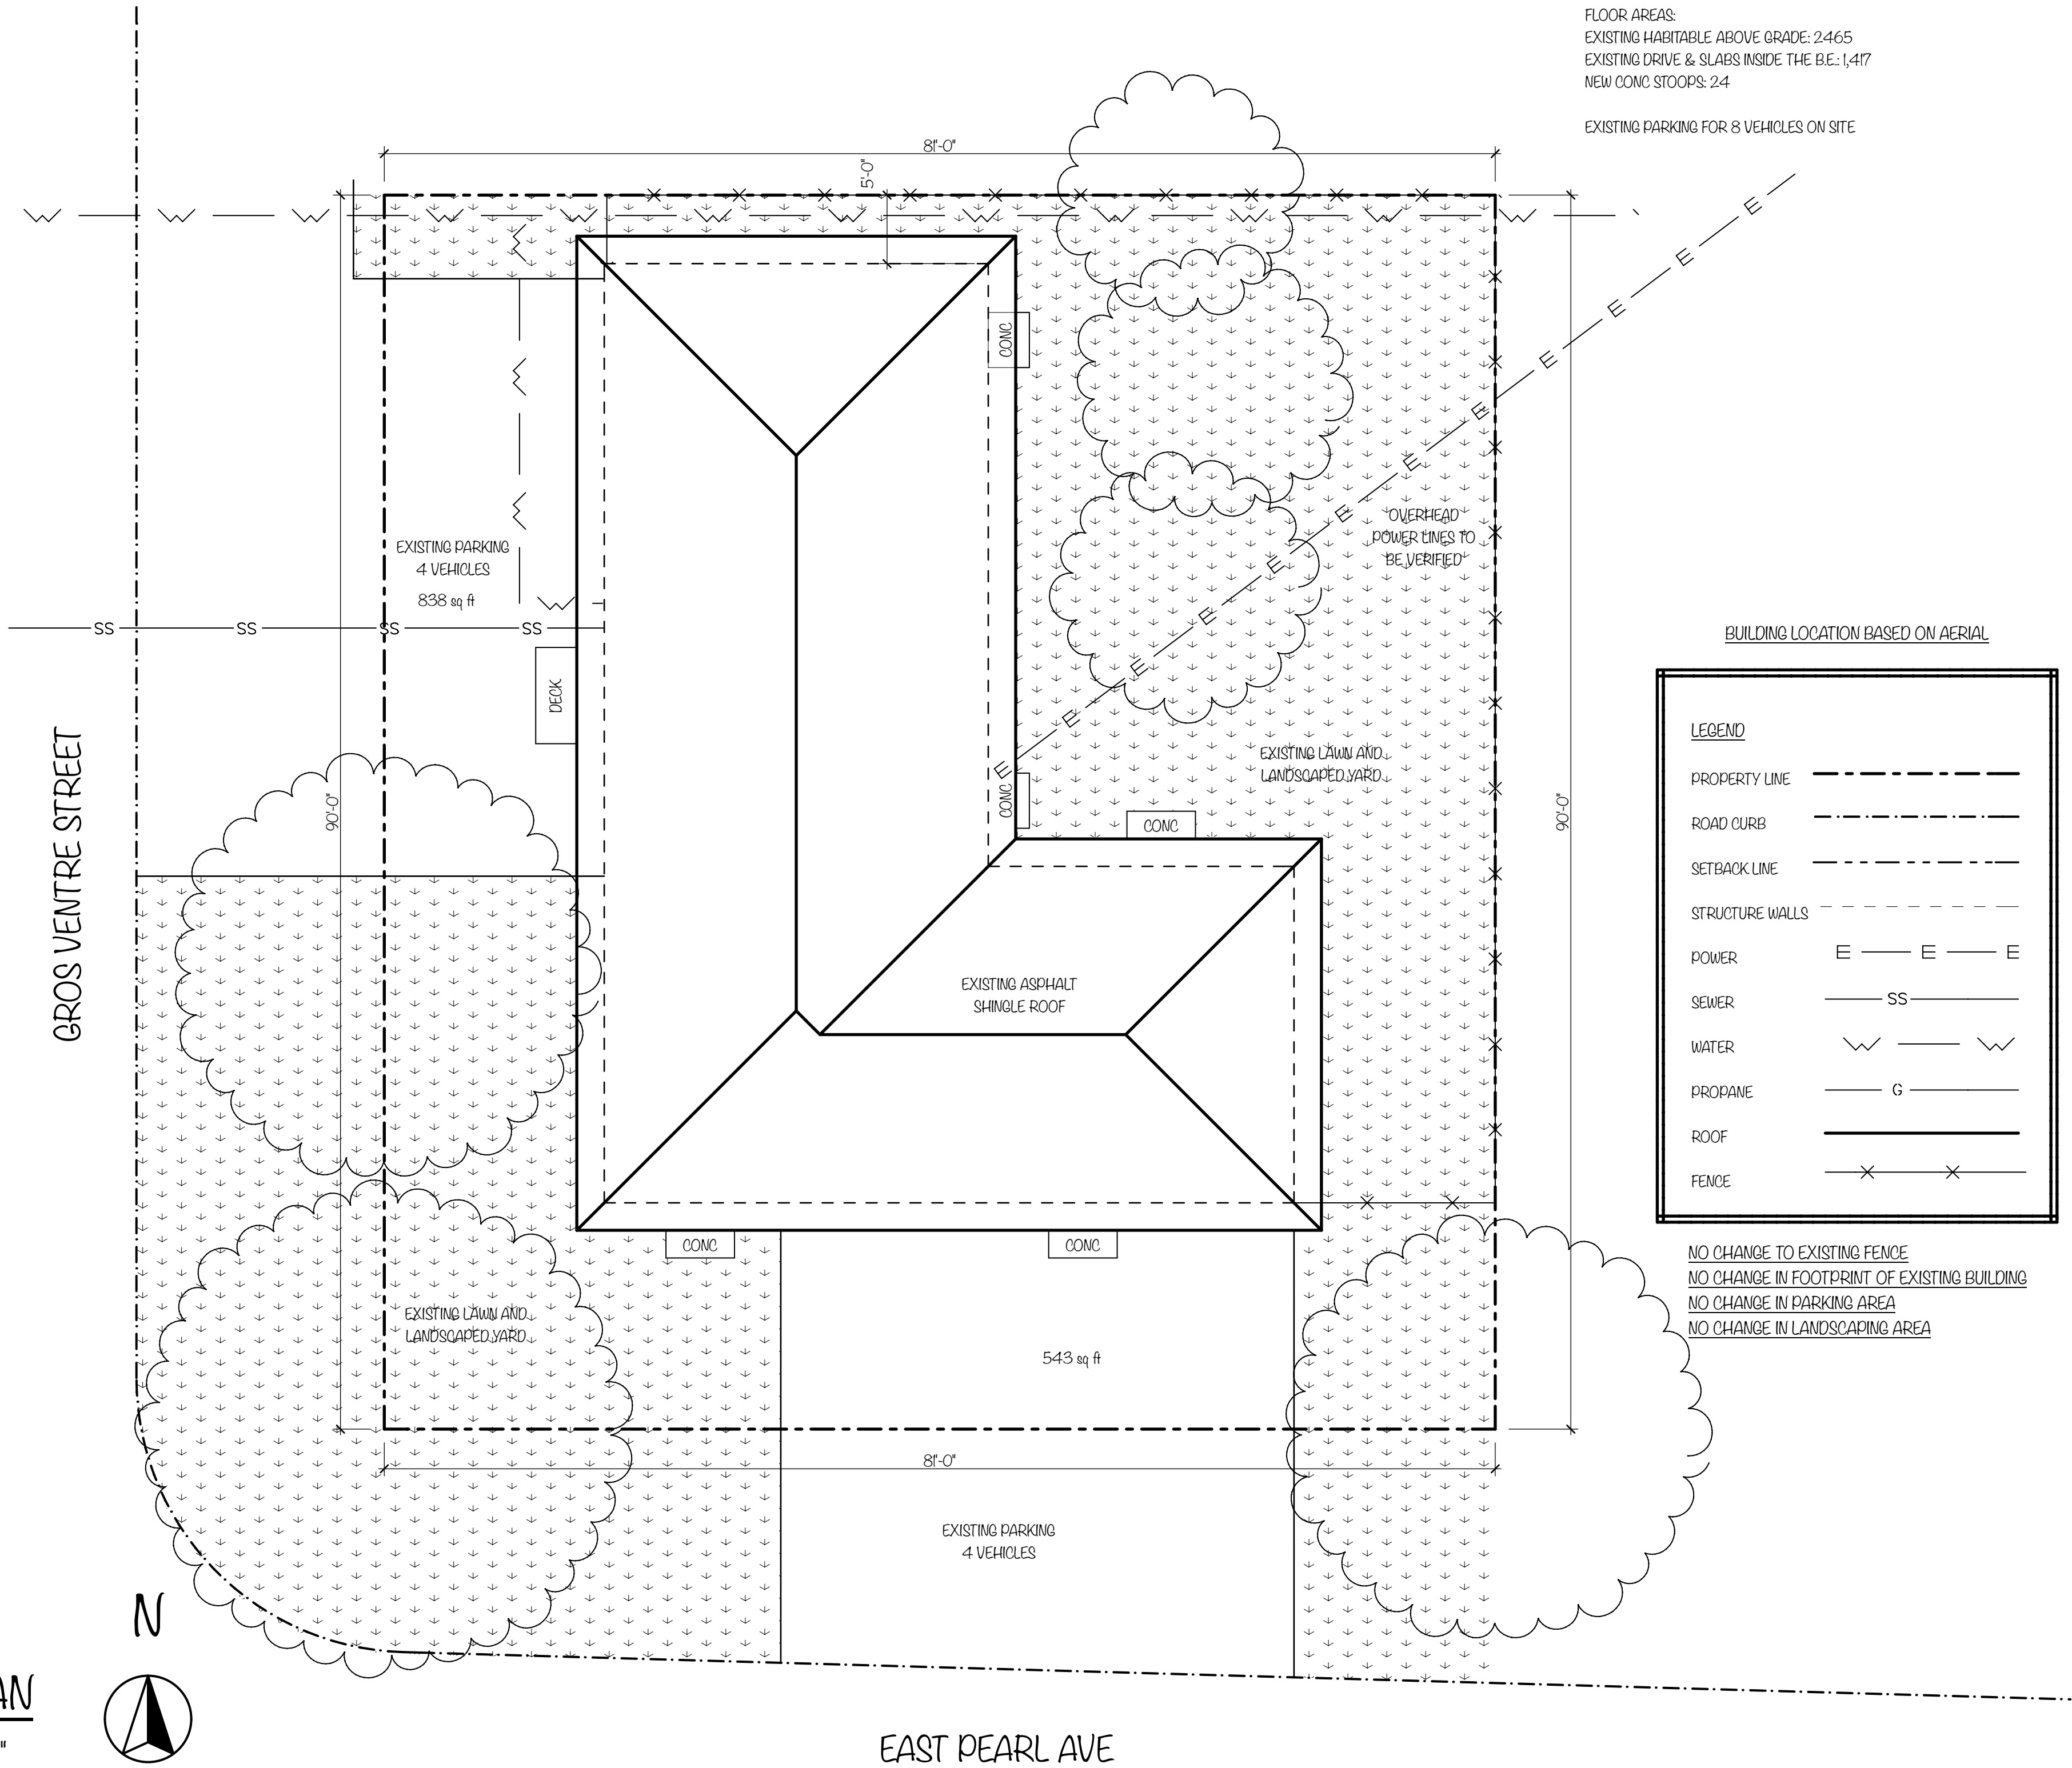 FLOOR AREAS:
EXISTING HABITABLE ABOVE GRADE: 2465
EXISTING DRIVE & SLABS INSIDE THE B.E.: 1,417
NEW CONC STOOPS: 24
EXISTING PARKING FOR 8 VEHICLES ON SITE
81'-0"
5'-0"
W W W W W W W W W W W W
E E E E E E E E E E E E
W
W
W
W
CONC
EXISTING PARKING
4 VEHICLES
838 sq ft
OVERHEAD
POWER LINES TO
BE VERIFIED
SS SS SS SS
DECK
90'-0"
GROS VENTRE STREET
CONC
CONC
EXISTING LAWN AND
LANDSCAPED YARD
90'-0"
EXISTING ASPHALT
SHINGLE ROOF
CONC
CONC
EXISTING LAWN AND
LANDSCAPED YARD
543 sq ft
81'-0"
EXISTING PARKING
4 VEHICLES
BUILDING LOCATION BASED ON AERIAL
LEGEND
PROPERTY LINE
ROAD CURB
SETBACK LINE
STRUCTURE WALLS
POWER E E E
SEWER SS
WATER W W
PROPANE G
ROOF
FENCE
NO CHANGE TO EXISTING FENCE
NO CHANGE IN FOOTPRINT OF EXISTING BUILDING
NO CHANGE IN PARKING AREA
NO CHANGE IN LANDSCAPING AREA
N
EAST PEARL AVE